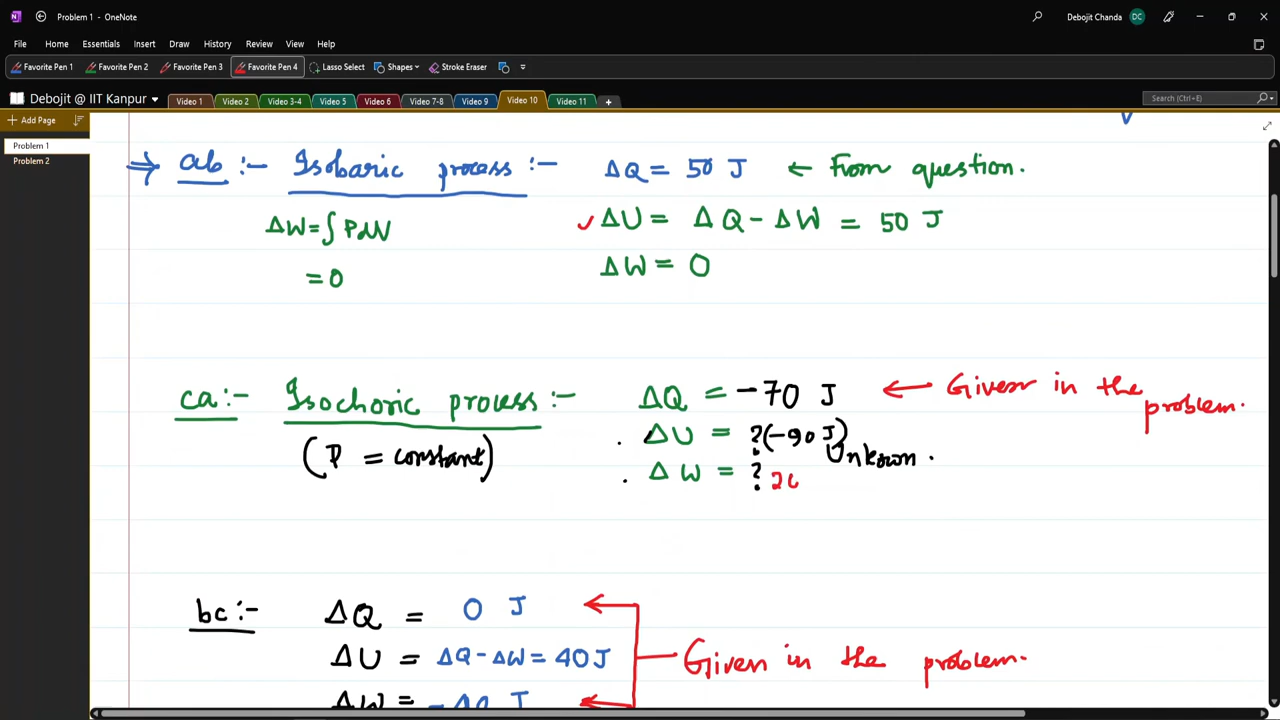 Problem 1 - OneNote
Debojit Chanda DC
File Home Essentials Insert Draw History Review View Help
Favorite Pen 1 Favorite Pen 2 Favorite Pen 3 Favorite Pen 4 Lasso Select Shapes Stroke Eraser
Debojit @ IIT Kanpur Video 1 Video 2 Video 3-4 Video 5 Video 6 Video 7-8 Video 9 Video 10 Video 11 + Search (Ctrl+E)
+ Add Page
Problem 1
Problem 2
⇒ ab :- Isobaric process :- ΔQ = 50 J ← From question.
ΔW = ∫ PdV
= 0
✓ ΔU = ΔQ - ΔW = 50 J
ΔW = 0
ca :- Isochoric process :- ΔQ = -70 J ← Given in the problem.
(P = constant)
. ΔU = ? (-90 J) Unkown.
. ΔW = ? 20
bc :- ΔQ = 0 J
ΔU = ΔQ - ΔW = 40 J
ΔW = -40 J
Given in the problem.